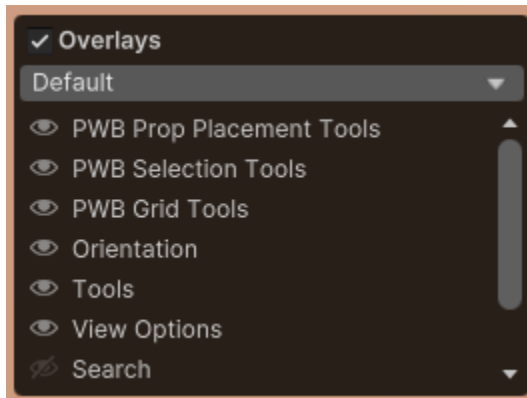 Overlays
Default
PWB Prop Placement Tools
PWB Selection Tools
PWB Grid Tools
Orientation
Tools
View Options
Search